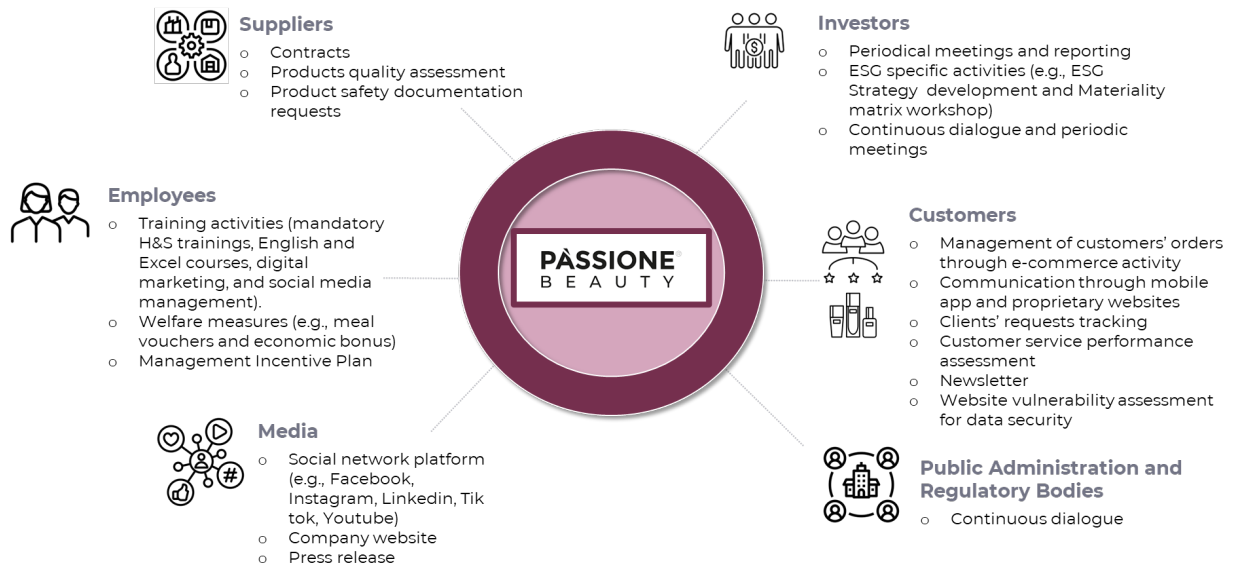 Suppliers
o Contracts
o Products quality assessment
o Product safety documentation
requests
Investors
o Periodical meetings and reporting
o ESG specific activities (e.g., ESG
Strategy development and Materiality
matrix workshop)
o Continuous dialogue and periodic
meetings
Employees
o Training activities (mandatory
H&S trainings, English and
Excel courses, digital
marketing, and social media
management).
o Welfare measures (e.g., meal
vouchers and economic bonus)
o Management Incentive Plan
PÀSSIONE®
BEAUTY
Customers
o Management of customers' orders
through e-commerce activity
o Communication through mobile
app and proprietary websites
o Clients' requests tracking
o Customer service performance
assessment
o Newsletter
o Website vulnerability assessment
for data security
Media
o Social network platform
(e.g., Facebook,
Instagram, Linkedin, Tik
tok, Youtube)
o Company website
o Press release
Public Administration and
Regulatory Bodies
o Continuous dialogue